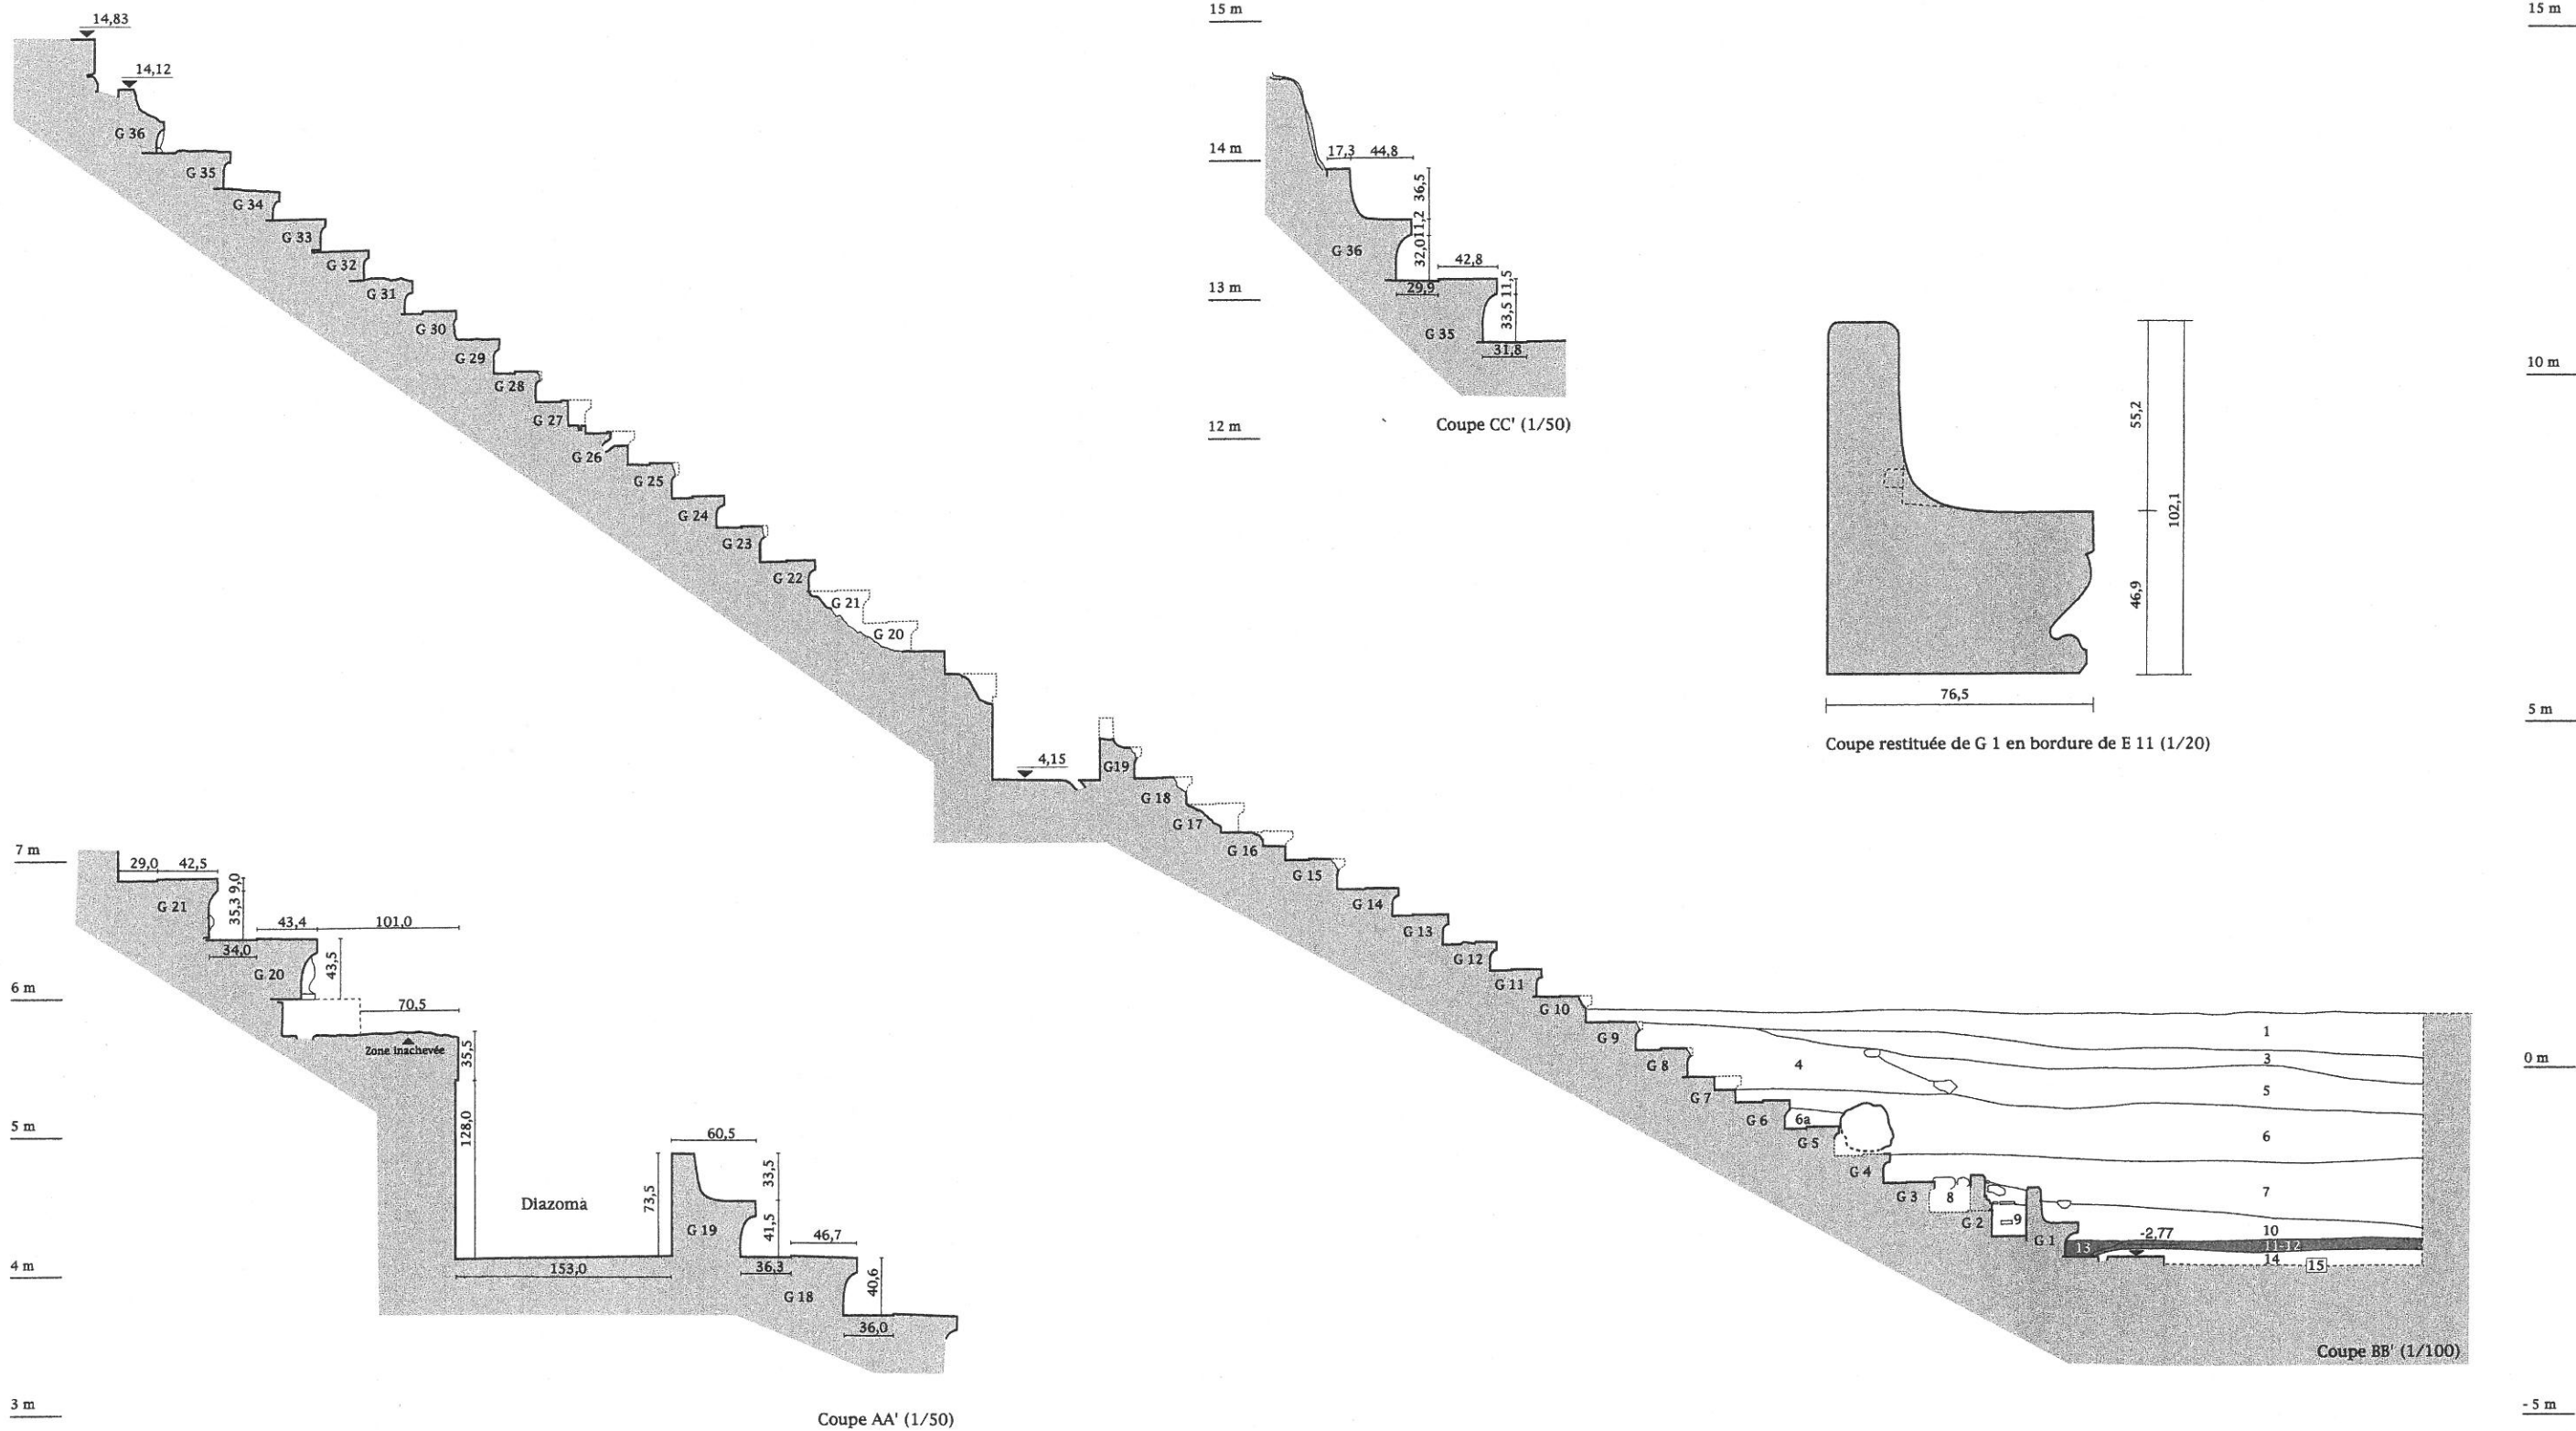 14,83
14,12
G 36
G 35
G 34
G 33
G 32
G 31
G 30
G 29
G 28
G 27
G 26
G 25
G 24
G 23
G 22
G 21
G 20
4,15
G19
G 18
G 17
G 16
G 15
G 14
G 13
G 12
G 11
G 10
G 9
G 8
G 7
G 6
G 5
G 4
G 3
G 2
G 1
1
3
4
5
6
6a
7
8
9
10
-2,77
11-12
13
14
15
Coupe BB' (1/100)
15 m
10 m
5 m
0 m
- 5 m
15 m
14 m
13 m
12 m
17,3 44,8
36,5
11,2
32,0
G 36
42,8
29,9
11,5
33,5
G 35
31,8
Coupe CC' (1/50)
55,2
102,1
46,9
76,5
Coupe restituée de G 1 en bordure de E 11 (1/20)
7 m
6 m
5 m
4 m
3 m
29,0 42,5
9,0
35,3
G 21
43,4 101,0
34,0
G 20
43,5
70,5
Zone inachevée
35,5
128,0
Diazoma
153,0
73,5
60,5
33,5
41,5
G 19
46,7
36,3
40,6
G 18
36,0
Coupe AA' (1/50)